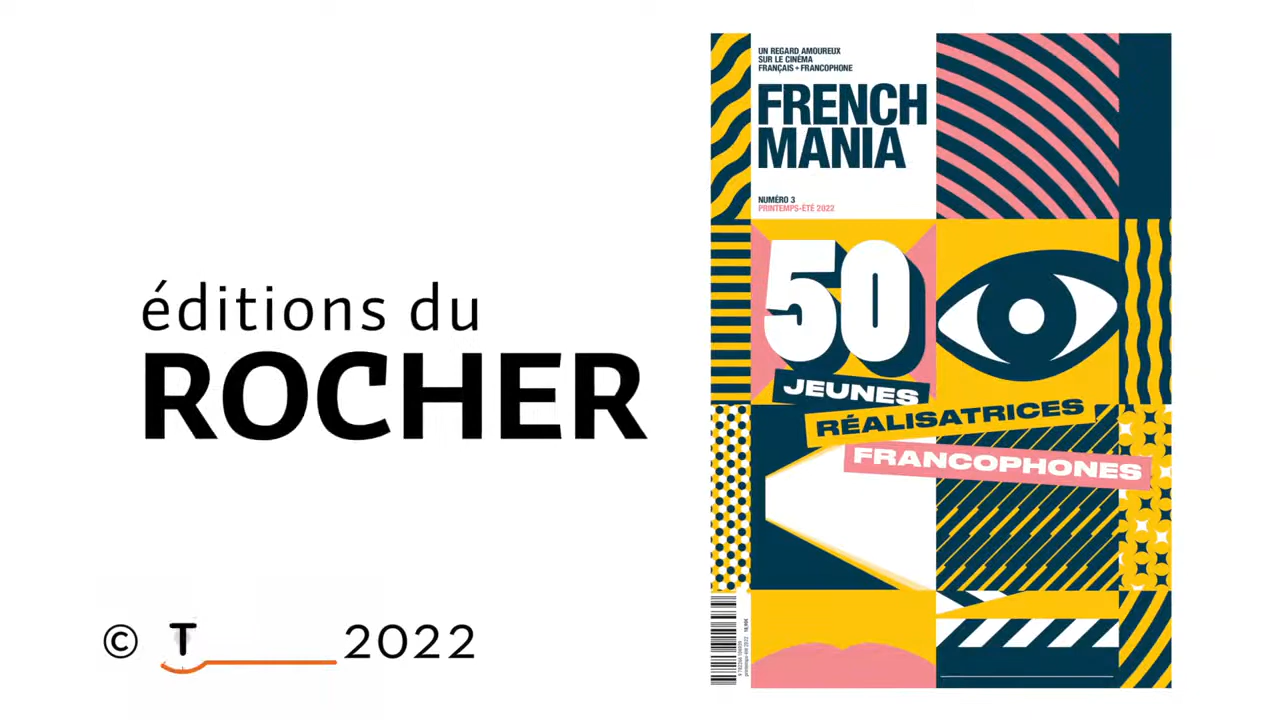 éditions du
ROCHER
© T 2022
UN REGARD AMOUREUX
SUR LE CINÉMA
FRANÇAIS + FRANCOPHONE
FRENCH
MANIA
NUMÉRO 3
PRINTEMPS-ÉTÉ 2022
50
JEUNES
RÉALISATRICES
FRANCOPHONES